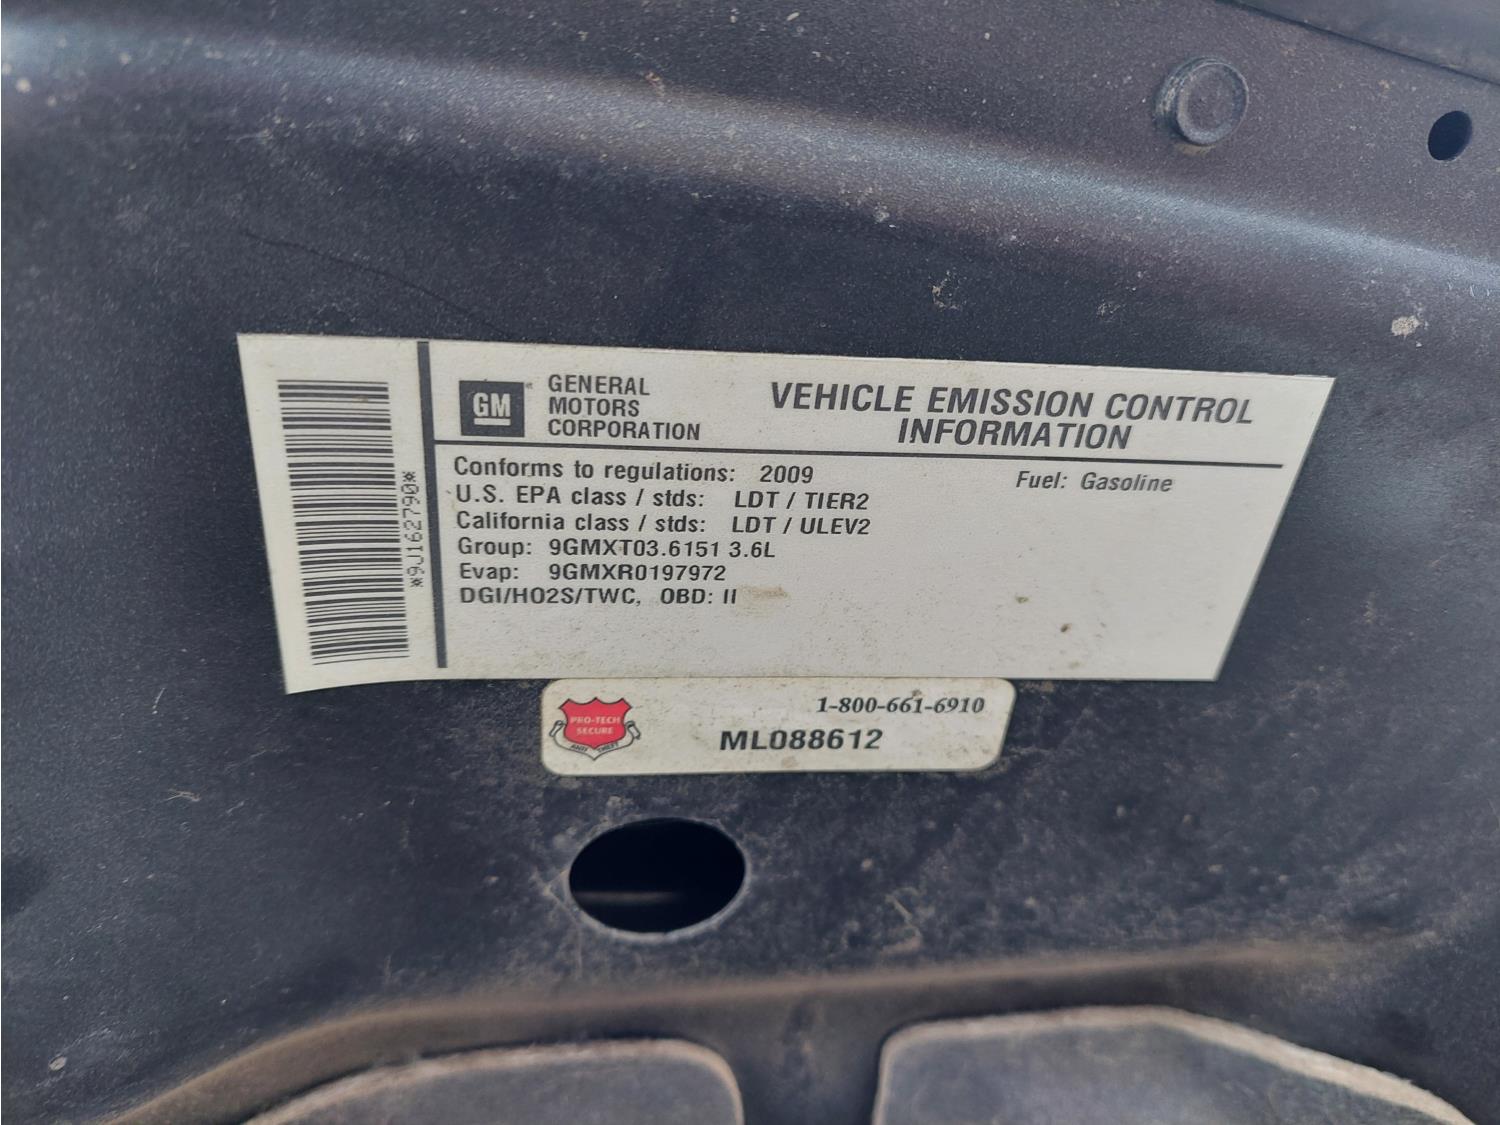 GM
GENERAL
MOTORS
CORPORATION
VEHICLE EMISSION CONTROL
INFORMATION
Conforms to regulations: 2009
Fuel: Gasoline
U.S. EPA class / stds: LDT / TIER2
California class / stds: LDT / ULEV2
Group: 9GMXT03.6151 3.6L
Evap: 9GMXR0197972
DGI/HO2S/TWC, OBD: II
*9J162790*
1-800-661-6910
PRO-TECH
SECURE
ANTI THEFT
ML088612